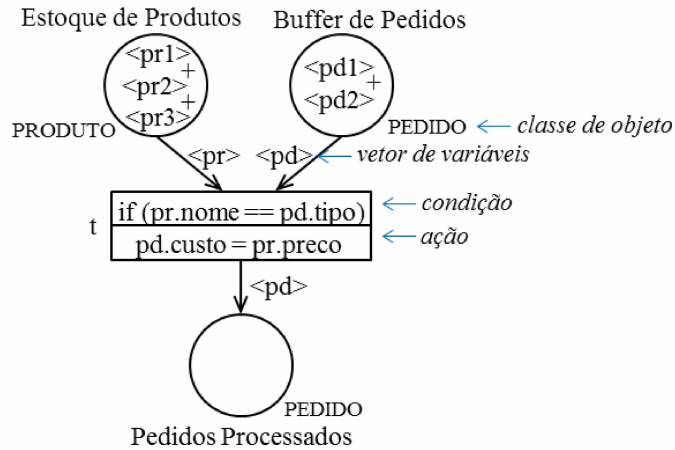 Estoque de Produtos
Buffer de Pedidos
<pr1>
+
<pr2>
+
<pr3>
<pd1>
+
<pd2>
PRODUTO
PEDIDO
classe de objeto
<pr>
<pd>
vetor de variáveis
t
if (pr.nome == pd.tipo)
condição
pd.custo = pr.preco
ação
<pd>
PEDIDO
Pedidos Processados